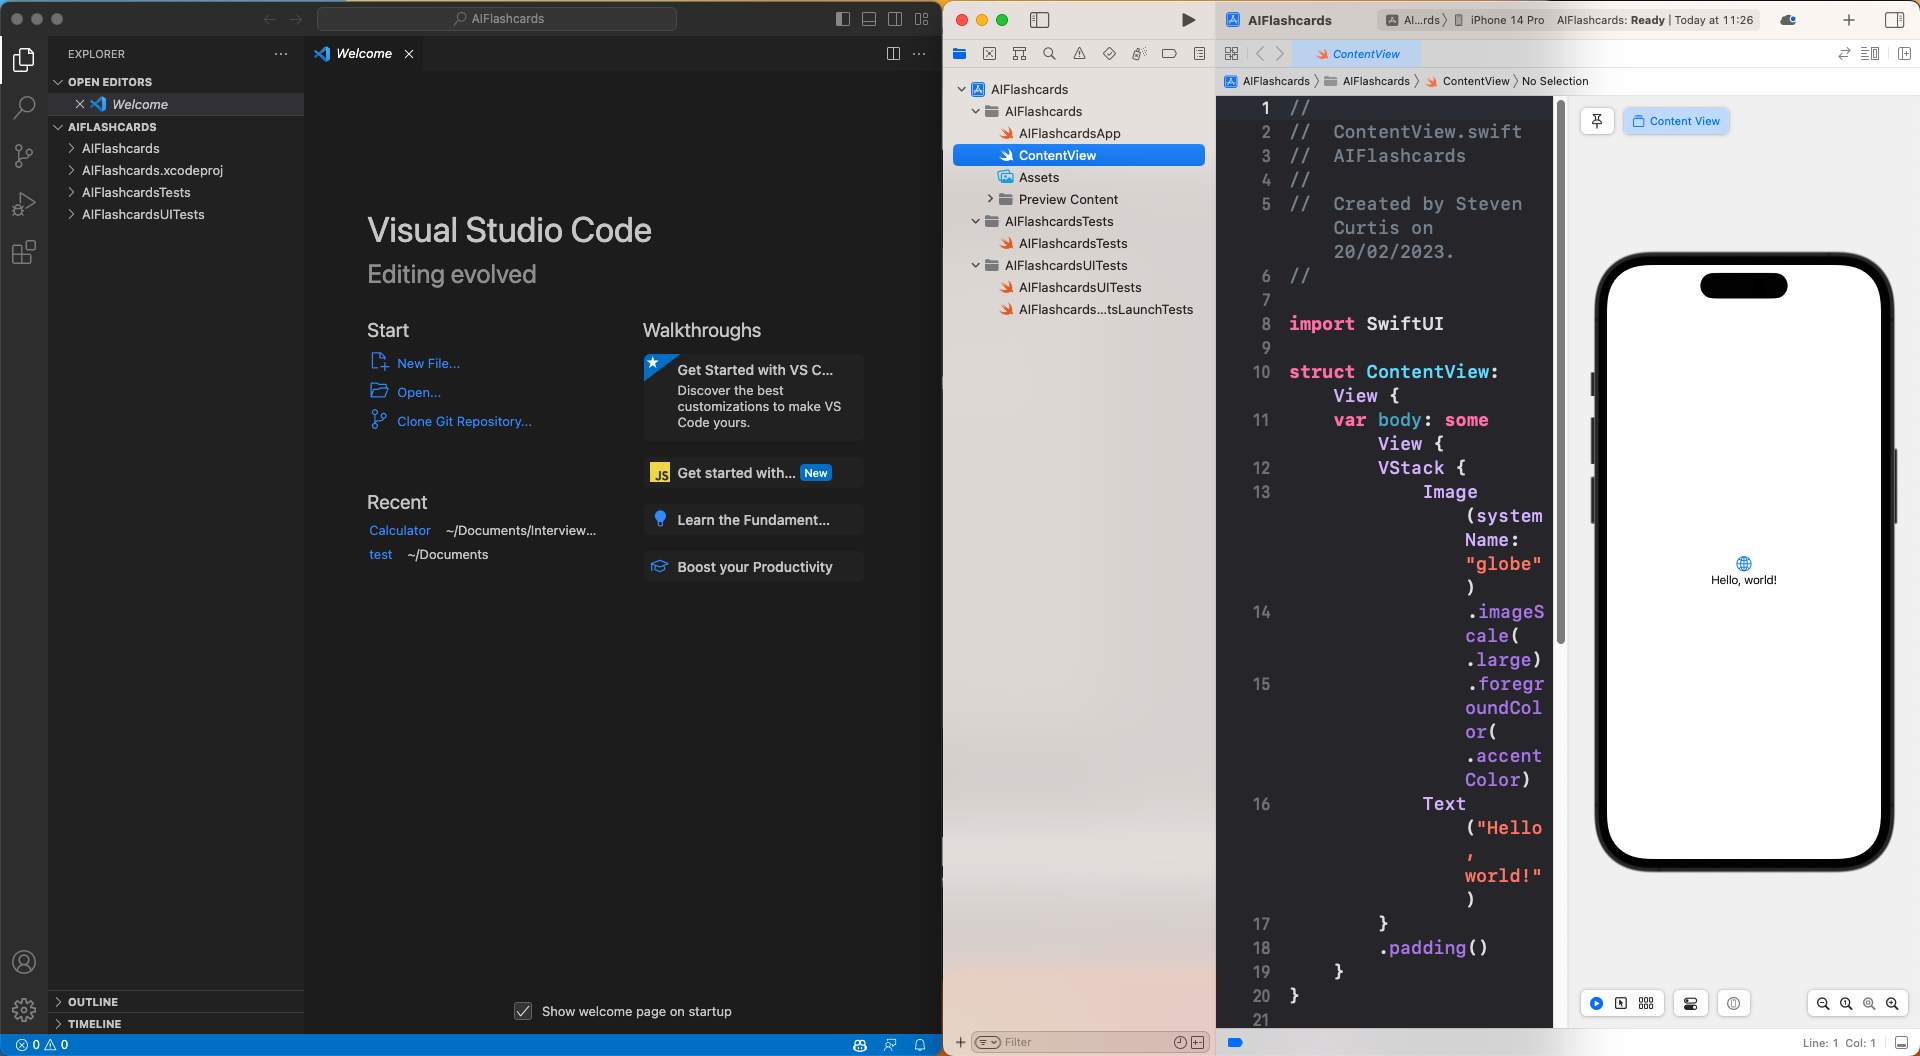 AIFlashcards
EXPLORER
OPEN EDITORS
Welcome
AIFLASHCARDS
AIFlashcards
AIFlashcards.xcodeproj
AIFlashcardsTests
AIFlashcardsUITests
OUTLINE
TIMELINE
0 0
Welcome
Visual Studio Code
Editing evolved
Start
New File...
Open...
Clone Git Repository...
Recent
Calculator ~/Documents/Interview...
test ~/Documents
Walkthroughs
Get Started with VS C...
Discover the best
customizations to make VS
Code yours.
JS Get started with... New
Learn the Fundament...
Boost your Productivity
Show welcome page on startup
AIFlashcards
AIFlashcards
AIFlashcardsApp
ContentView
Assets
Preview Content
AIFlashcardsTests
AIFlashcardsTests
AIFlashcardsUITests
AIFlashcardsUITests
AIFlashcards...tsLaunchTests
Filter
AIFlashcards
AI...rds iPhone 14 Pro AIFlashcards: Ready | Today at 11:26
ContentView
AIFlashcards AIFlashcards ContentView No Selection
1 //
2 // ContentView.swift
3 // AIFlashcards
4 //
5 // Created by Steven
Curtis on
20/02/2023.
6 //
7
8 import SwiftUI
9
10 struct ContentView:
View {
11 var body: some
View {
12 VStack {
13 Image
(system
Name:
"globe"
)
14 .imageS
cale(
.large)
15 .foregr
oundCol
or(
.accent
Color)
16 Text
("Hello
,
world!"
)
17 }
18 .padding()
19 }
20 }
21
Content View
Hello, world!
Line: 1 Col: 1